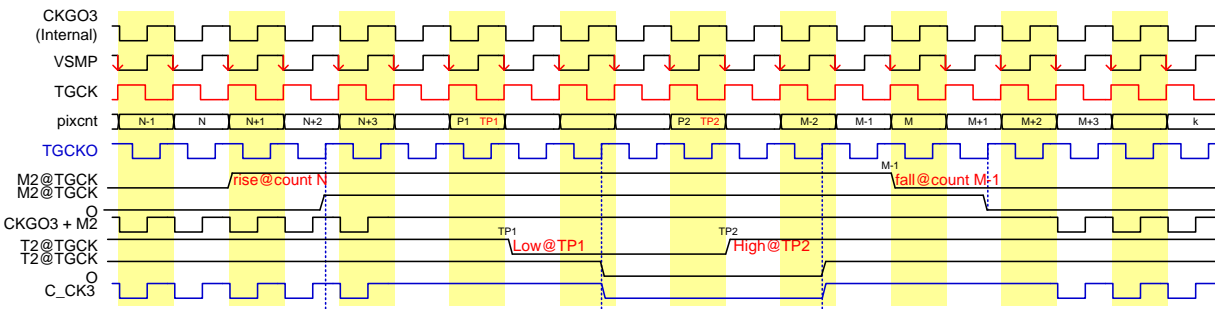 CKGO3
(Internal)
VSMP
TGCK
pixcnt N-1 N N+1 N+2 N+3 P1 TP1 P2 TP2 M-2 M-1 M M+1 M+2 M+3 k
TGCKO
M-1
M2@TGCK rise@count N fall@count M-1
M2@TGCK
O
CKGO3 + M2
TP1 TP2
T2@TGCK Low@TP1 High@TP2
T2@TGCK
O
C_CK3